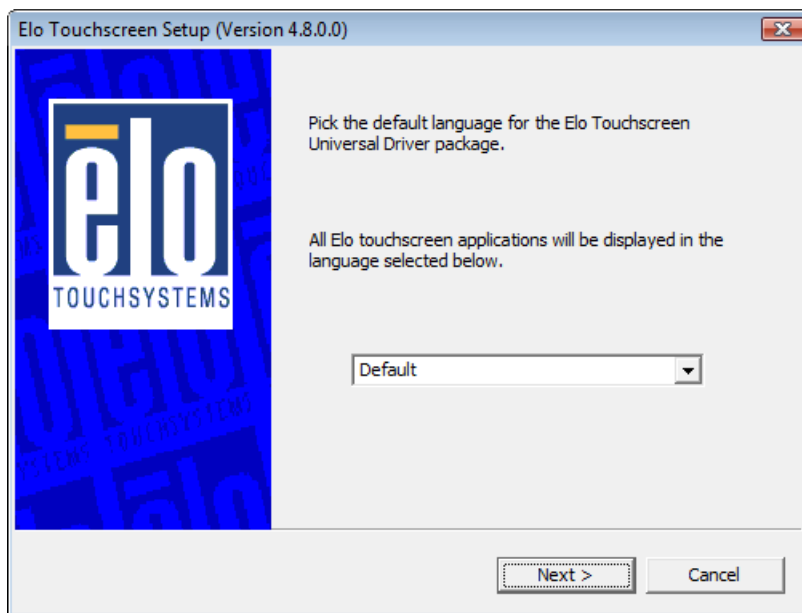 Elo Touchscreen Setup (Version 4.8.0.0)
elo
TOUCHSYSTEMS
Pick the default language for the Elo Touchscreen
Universal Driver package.
All Elo touchscreen applications will be displayed in the
language selected below.
Default
Next >
Cancel